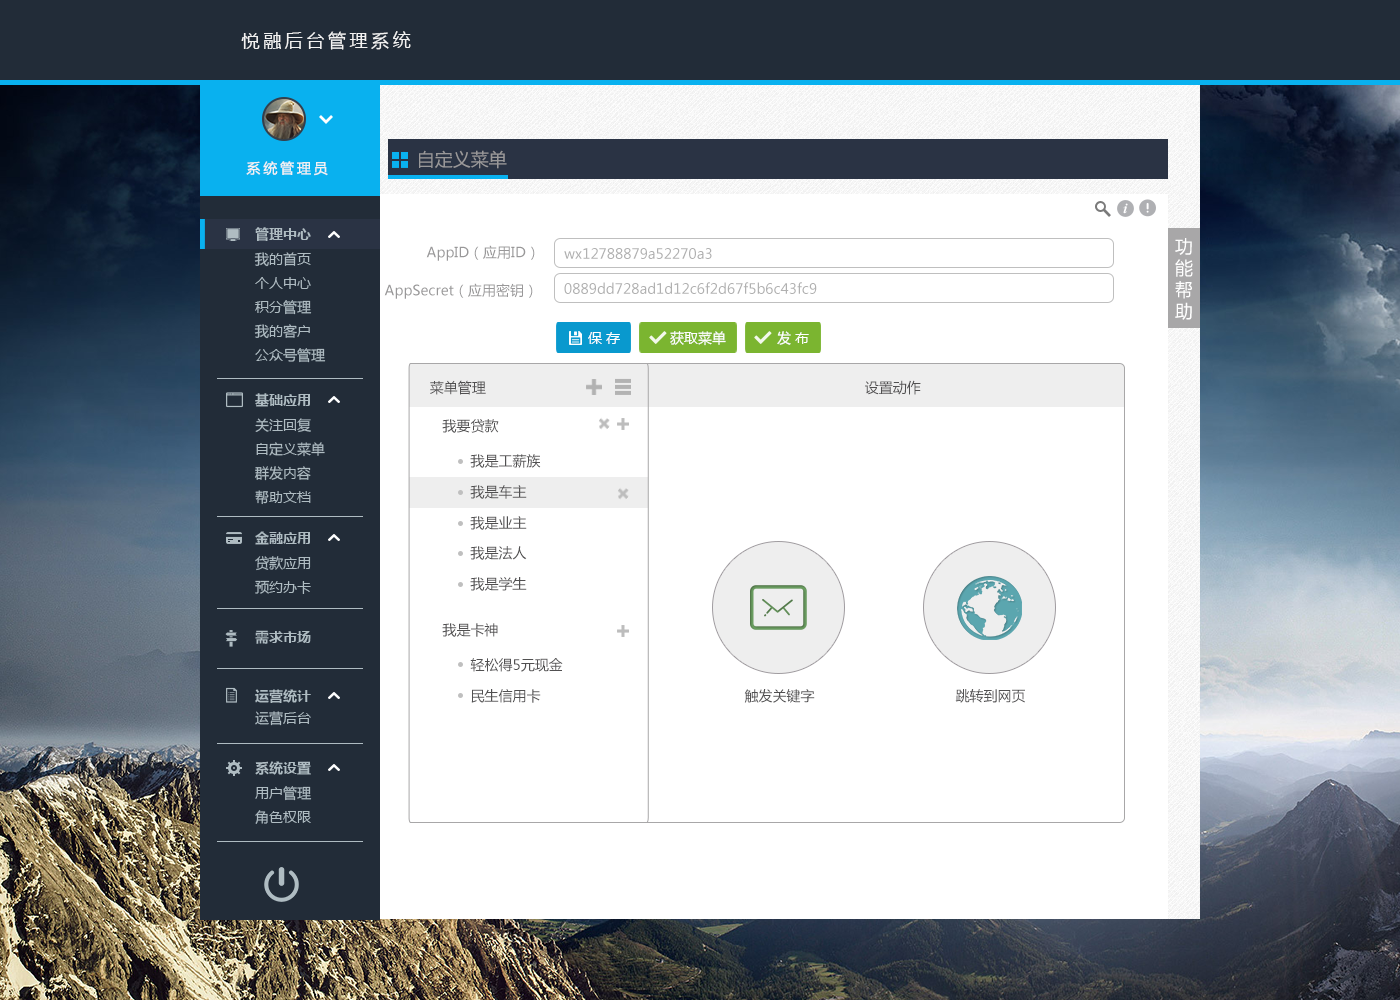 悦融后台管理系统
系统管理员
管理中心
我的首页
个人中心
积分管理
我的客户
公众号管理
基础应用
关注回复
自定义菜单
群发内容
帮助文档
金融应用
贷款应用
预约办卡
需求市场
运营统计
运营后台
系统设置
用户管理
角色权限
自定义菜单
AppID（应用ID） wx12788879a52270a3
AppSecret（应用密钥） 0889dd728ad1d12c6f2d67f5b6c43fc9
保存 获取菜单 发布
菜单管理
我要贷款
我是工薪族
我是车主
我是业主
我是法人
我是学生
我是卡神
轻松得5元现金
民生信用卡
设置动作
触发关键字 跳转到网页
功能帮助